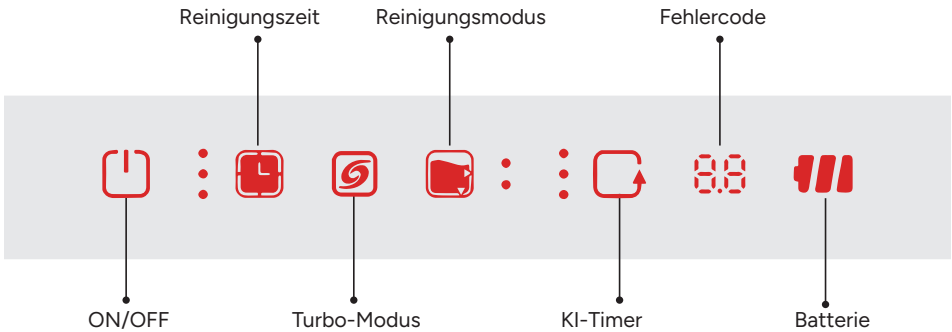 Reinigungszeit Reinigungsmodus Fehlercode
8.8
ON/OFF Turbo-Modus KI-Timer Batterie